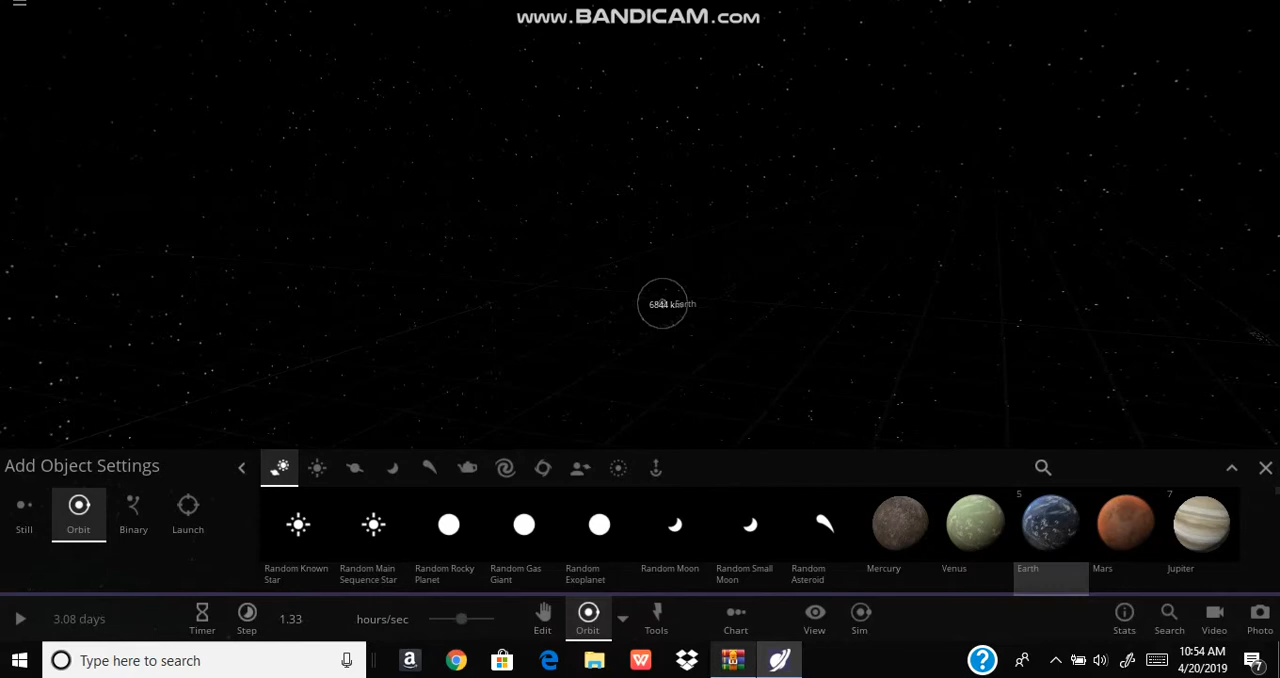 www.BANDICAM.com
6844 km
Earth
Add Object Settings
Still
Orbit
Binary
Launch
Random Known Star
Random Main Sequence Star
Random Rocky Planet
Random Gas Giant
Random Exoplanet
Random Moon
Random Small Moon
Random Asteroid
Mercury
Venus
5
Earth
Mars
7
Jupiter
3.08 days
Timer
Step
1.33
hours/sec
Edit
Orbit
Tools
Chart
View
Sim
Stats
Search
Video
Photo
Type here to search
10:54 AM
4/20/2019
7